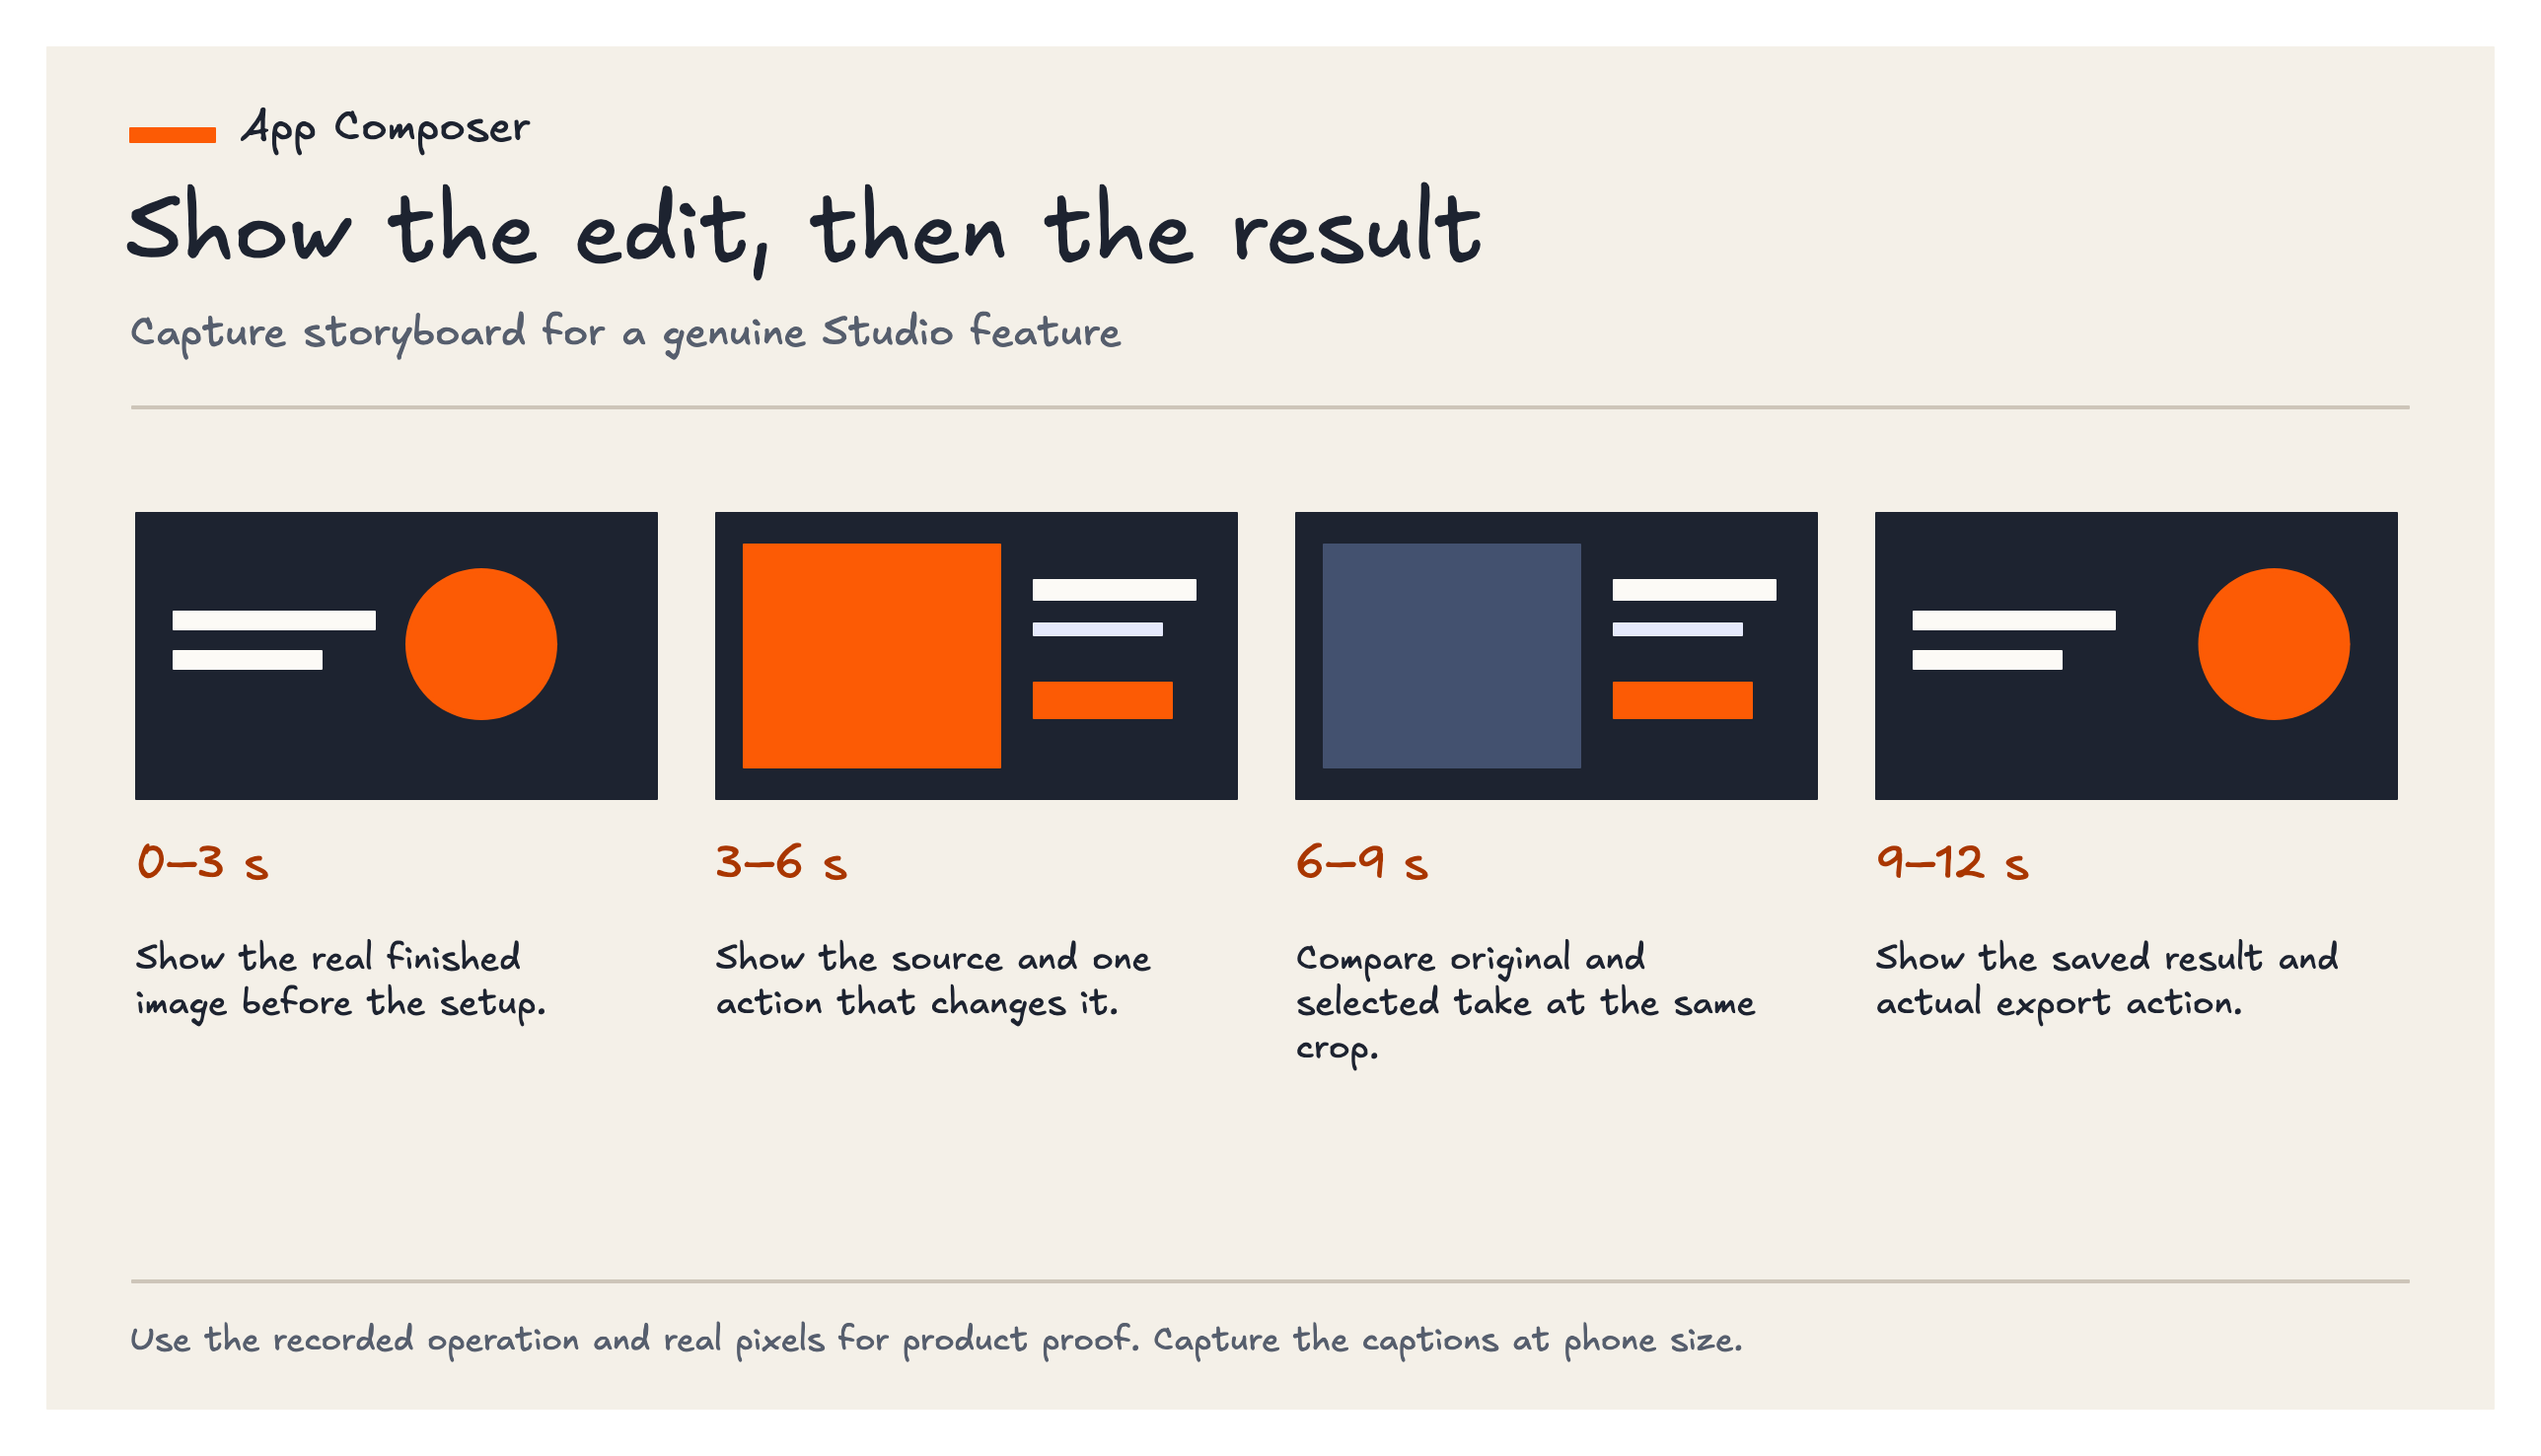 App Composer
Show the edit, then the result
Capture storyboard for a genuine Studio feature
0–3 s
Show the real finished
image before the setup.
3–6 s
Show the source and one
action that changes it.
6–9 s
Compare original and
selected take at the same
crop.
9–12 s
Show the saved result and
actual export action.
Use the recorded operation and real pixels for product proof. Capture the captions at phone size.